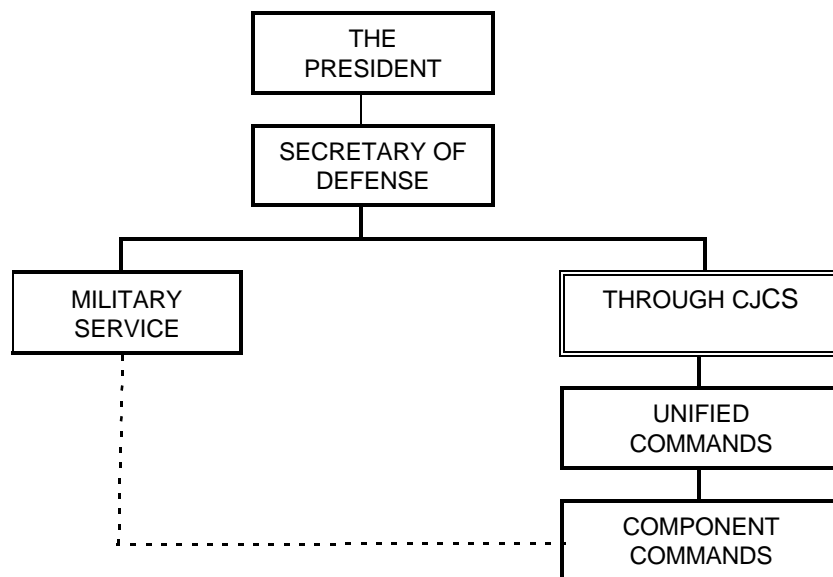 THE
PRESIDENT
SECRETARY OF
DEFENSE
MILITARY
SERVICE
THROUGH CJCS
UNIFIED
COMMANDS
COMPONENT
COMMANDS